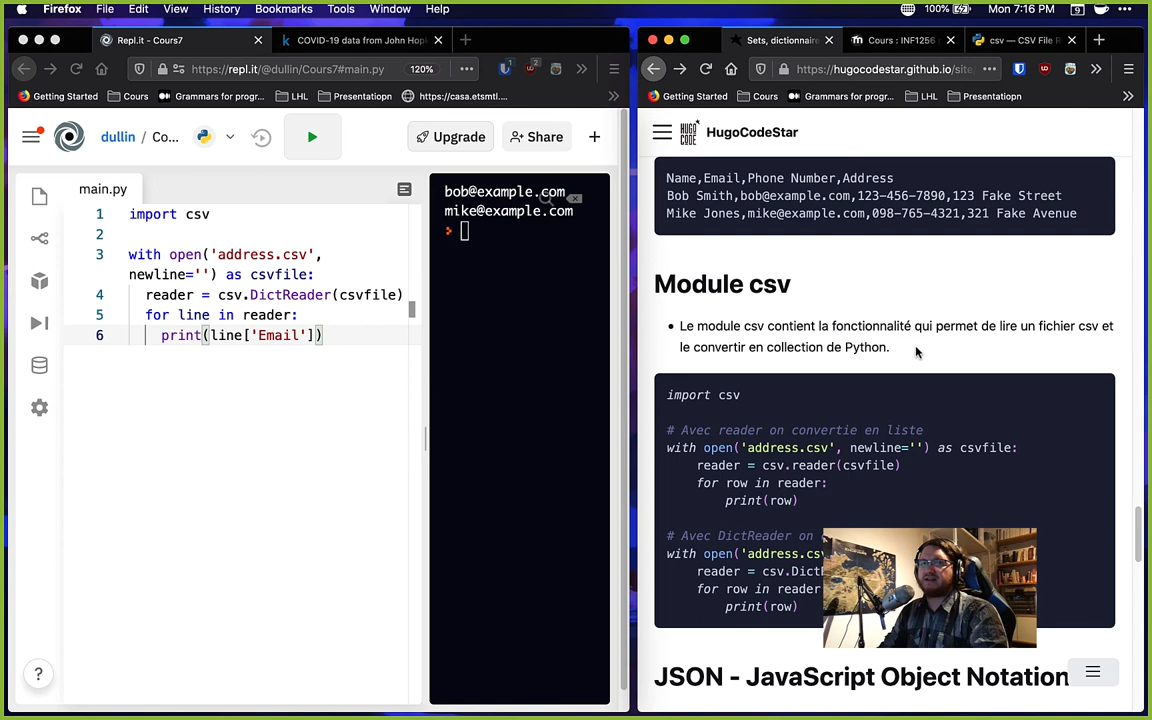 Firefox File Edit View History Bookmarks Tools Window Help
100% Mon 7:16 PM
Repl.it - Cours7
COVID-19 data from John Hopk
https://repl.it/@dullin/Cours7#main.py 120%
Getting Started Cours Grammars for progr... LHL Presentatiopn https://casa.etsmtl....
dullin / Co...
Upgrade
Share
main.py
1 import csv
2
3 with open('address.csv',
newline='') as csvfile:
4 reader = csv.DictReader(csvfile)
5 for line in reader:
6 print(line['Email'])
bob@example.com
mike@example.com
Sets, dictionnaire
Cours : INF1256
csv — CSV File R
https://hugocodestar.github.io/site
Getting Started Cours Grammars for progr... LHL Presentatiopn
HUGO CODE
HugoCodeStar
Name,Email,Phone Number,Address
Bob Smith,bob@example.com,123-456-7890,123 Fake Street
Mike Jones,mike@example.com,098-765-4321,321 Fake Avenue
Module csv
Le module csv contient la fonctionnalité qui permet de lire un fichier csv et
le convertir en collection de Python.
import csv
# Avec reader on convertie en liste
with open('address.csv', newline='') as csvfile:
reader = csv.reader(csvfile)
for row in reader:
print(row)
# Avec DictReader on
with open('address.csv
reader = csv.Dict
for row in reader
print(row)
JSON - JavaScript Object Notation